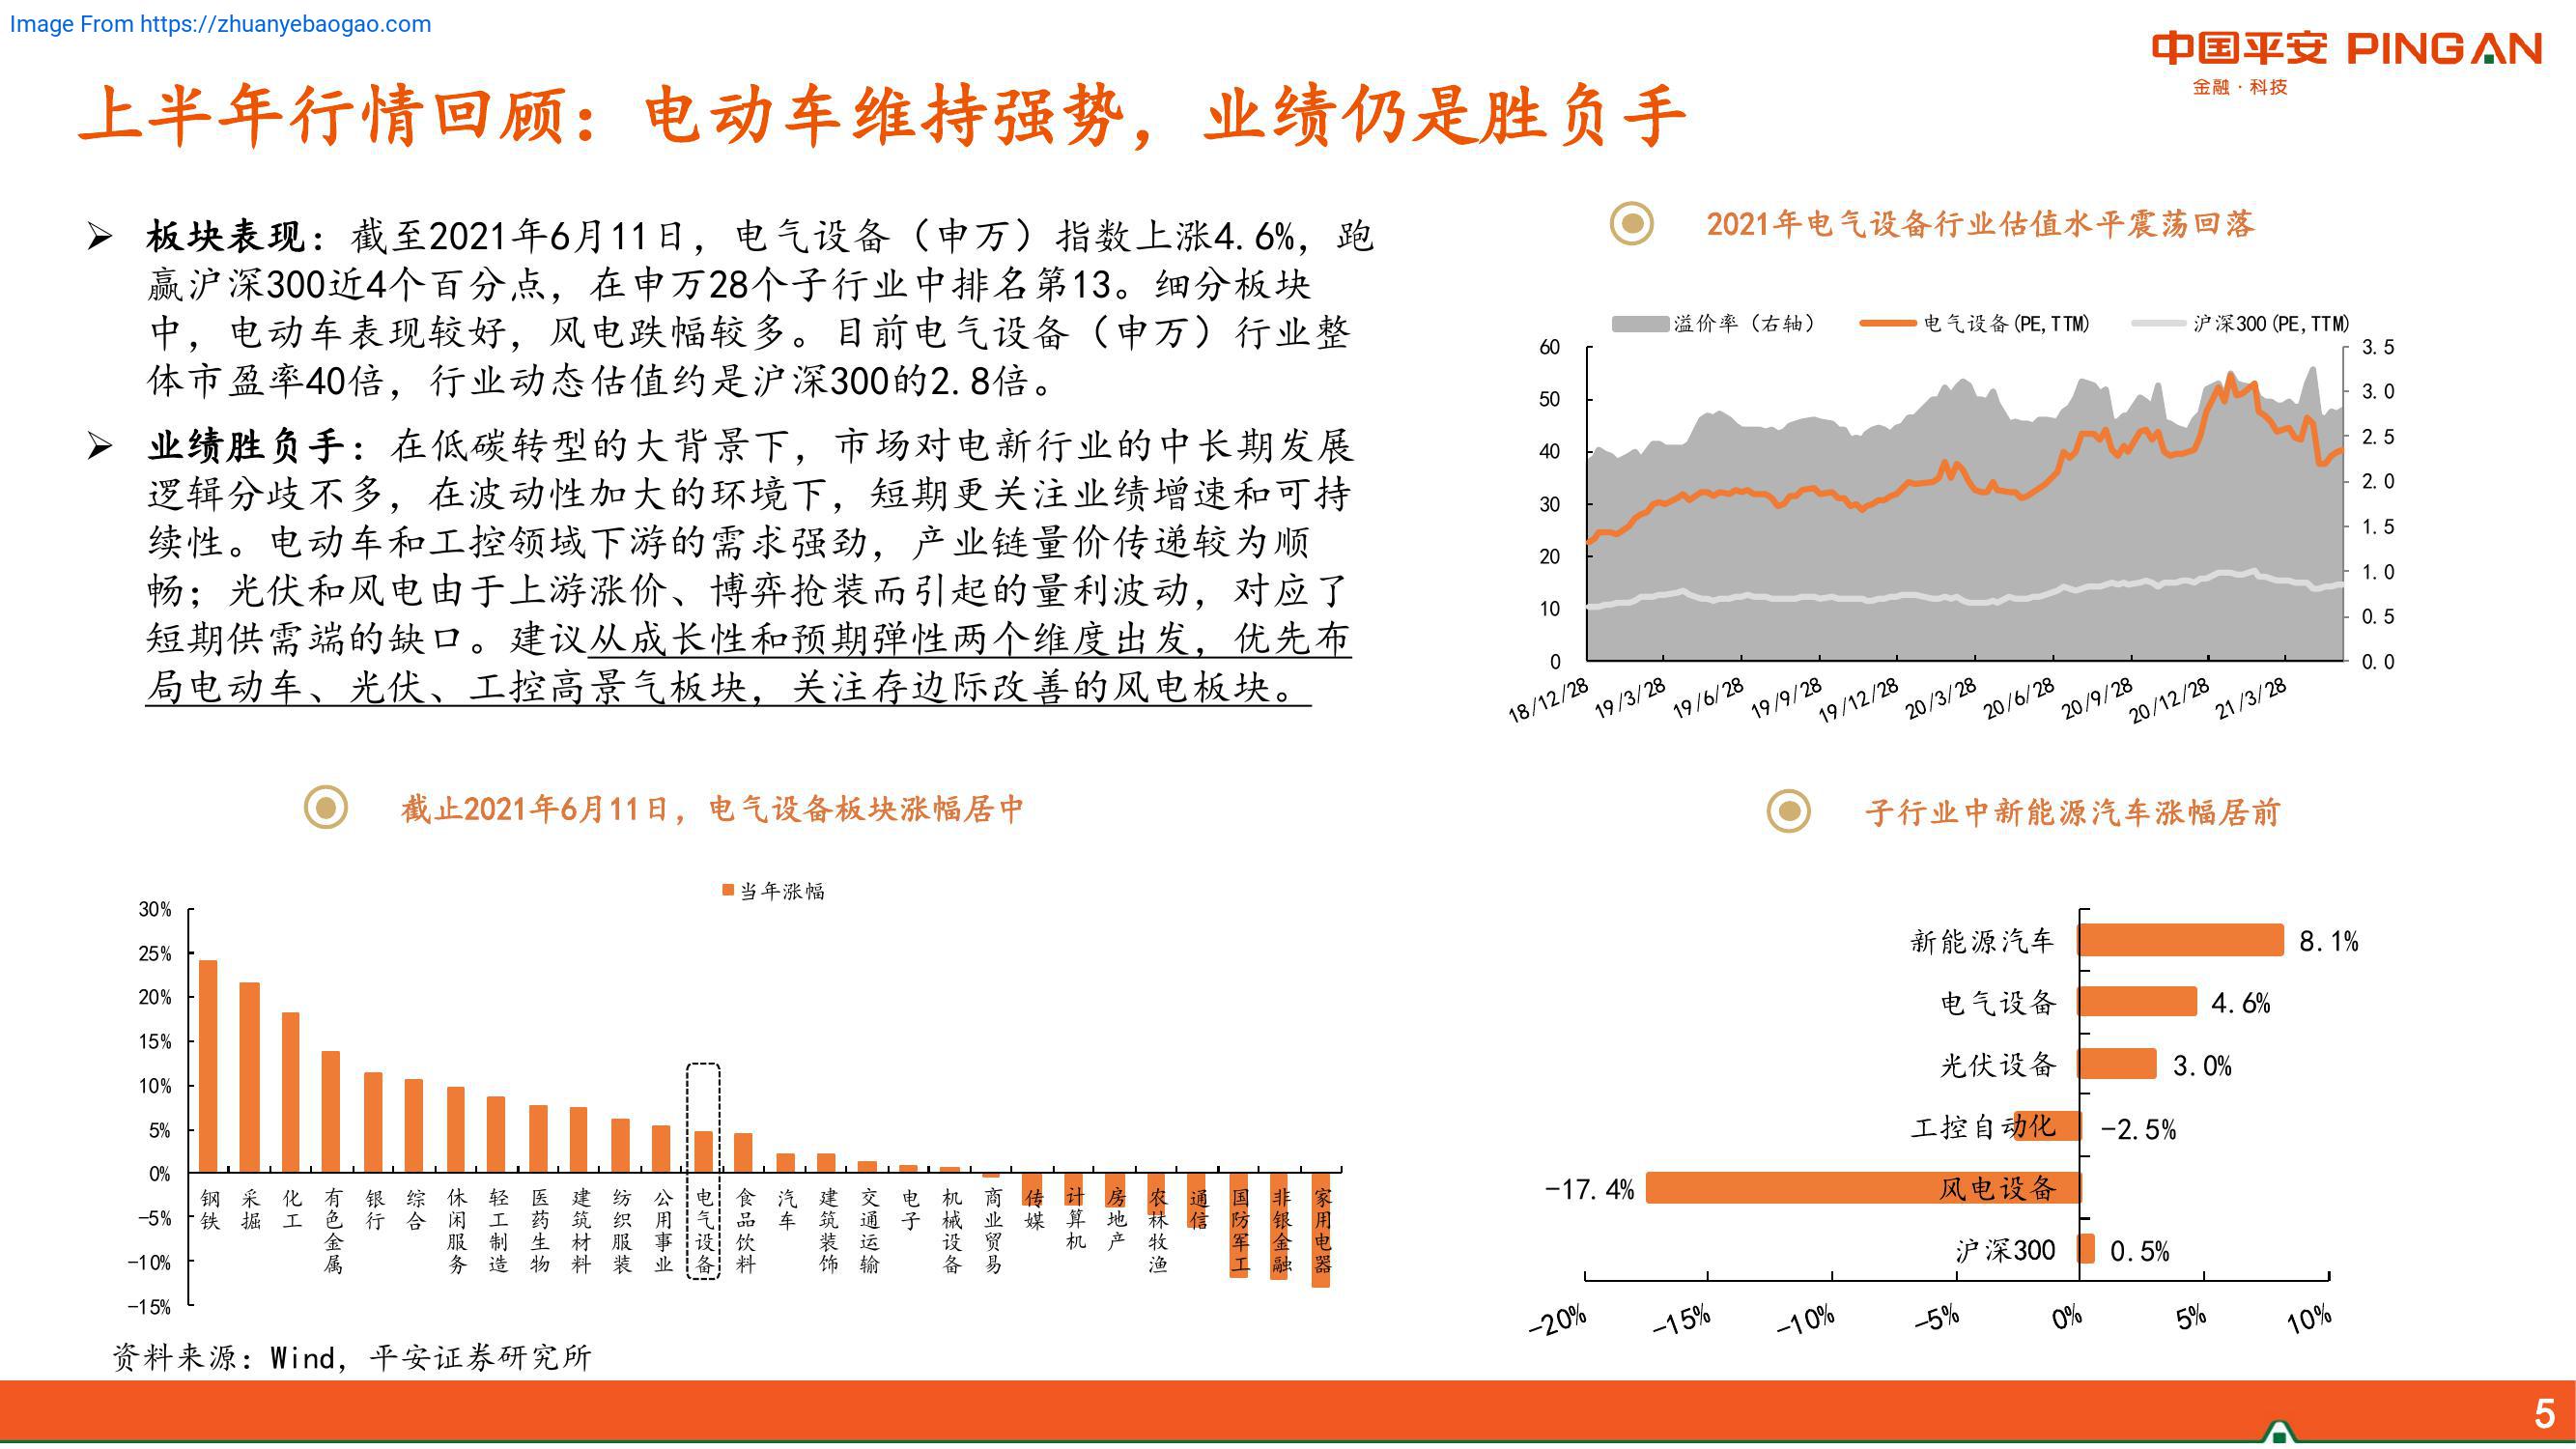 Image From https://zhuanyebaogao.com
中国平安 PINGAN
金融·科技
上半年行情回顾：电动车维持强势，业绩仍是胜负手
➢ 板块表现：截至2021年6月11日，电气设备（申万）指数上涨4.6%，跑
赢沪深300近4个百分点，在申万28个子行业中排名第13。细分板块
中，电动车表现较好，风电跌幅较多。目前电气设备（申万）行业整
体市盈率40倍，行业动态估值约是沪深300的2.8倍。
➢ 业绩胜负手：在低碳转型的大背景下，市场对电新行业的中长期发展
逻辑分歧不多，在波动性加大的环境下，短期更关注业绩增速和可持
续性。电动车和工控领域下游的需求强劲，产业链量价传递较为顺
畅；光伏和风电由于上游涨价、博弈抢装而引起的量利波动，对应了
短期供需端的缺口。建议从成长性和预期弹性两个维度出发，优先布
局电动车、光伏、工控高景气板块，关注存边际改善的风电板块。
2021年电气设备行业估值水平震荡回落
溢价率（右轴） 电气设备(PE,TTM) 沪深300(PE,TTM)
60 3.5
50 3.0
40 2.5
30 2.0
20 1.5
10 1.0
0 0.5
0.0
18/12/28 19/3/28 19/6/28 19/9/28 19/12/28 20/3/28 20/6/28 20/9/28 20/12/28 21/3/28
截止2021年6月11日，电气设备板块涨幅居中
当年涨幅
30%
25%
20%
15%
10%
5%
0%
-5%
-10%
-15%
钢铁 采掘 化工 有色金属 银行 综合 休闲服务 轻工制造 医药生物 建筑材料 纺织服装 公用事业 电气设备 食品饮料 汽车 建筑装饰 交通运输 电子 机械设备 商业贸易 传媒 计算机 房地产 农林牧渔 通信 国防军工 非银金融 家用电器
子行业中新能源汽车涨幅居前
新能源汽车 8.1%
电气设备 4.6%
光伏设备 3.0%
工控自动化 -2.5%
-17.4% 风电设备
沪深300 0.5%
-20% -15% -10% -5% 0% 5% 10%
资料来源：Wind，平安证券研究所
5